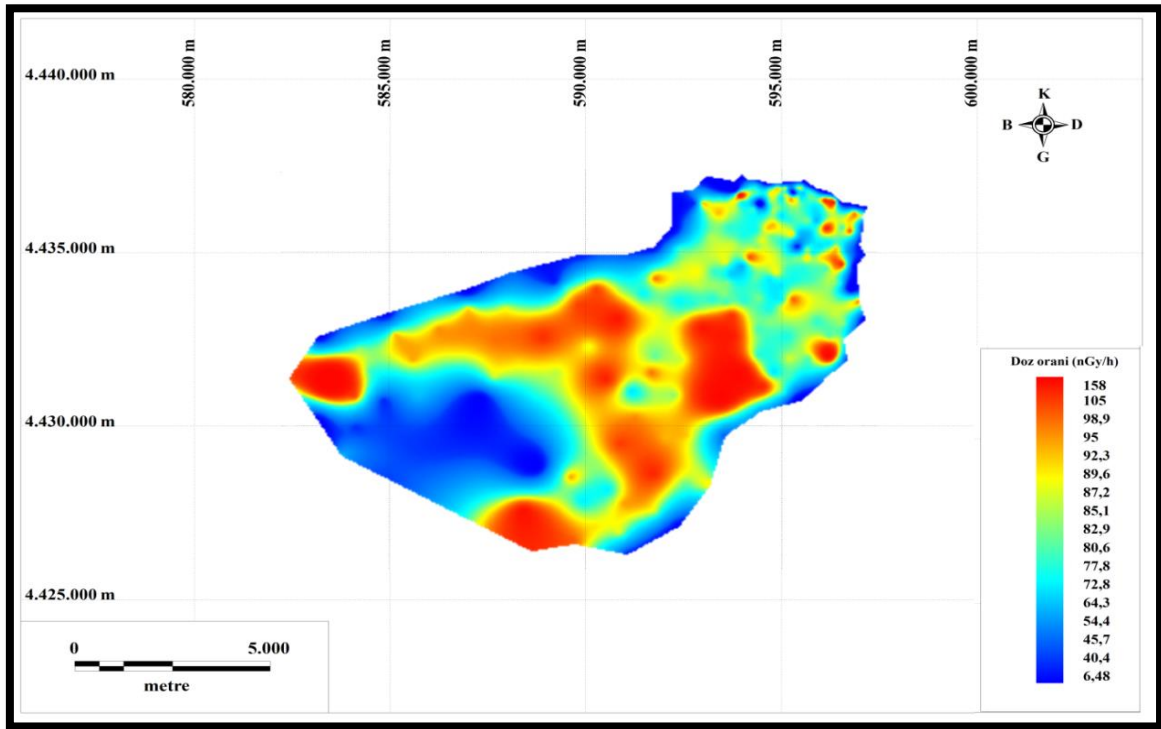 580.000 m
585.000 m
590.000 m
595.000 m
600.000 m
4.440.000 m
K
B D
G
4.435.000 m
4.430.000 m
4.425.000 m
Doz orani (nGy/h)
158
105
98,9
95
92,3
89,6
87,2
85,1
82,9
80,6
77,8
72,8
64,3
54,4
45,7
40,4
6,48
0 5.000
metre